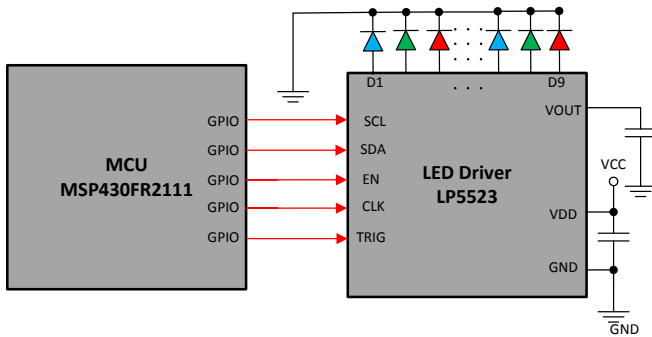 D1
. . .
D9
MCU
MSP430FR2111
GPIO
GPIO
GPIO
GPIO
GPIO
SCL
SDA
EN
CLK
TRIG
LED Driver
LP5523
VOUT
VDD
GND
VCC
GND